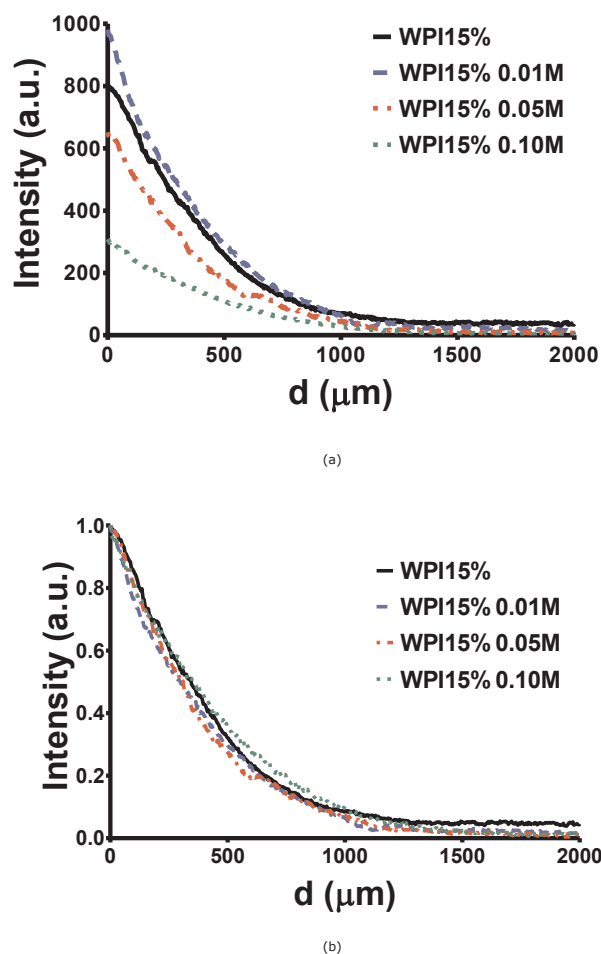 1000
800
600
400
200
0
Intensity (a.u.)
WPI15%
WPI15% 0.01M
WPI15% 0.05M
WPI15% 0.10M
0 500 1000 1500 2000
d (μm)
(a)
1.0
0.8
0.6
0.4
0.2
0.0
Intensity (a.u.)
WPI15%
WPI15% 0.01M
WPI15% 0.05M
WPI15% 0.10M
0 500 1000 1500 2000
d (μm)
(b)